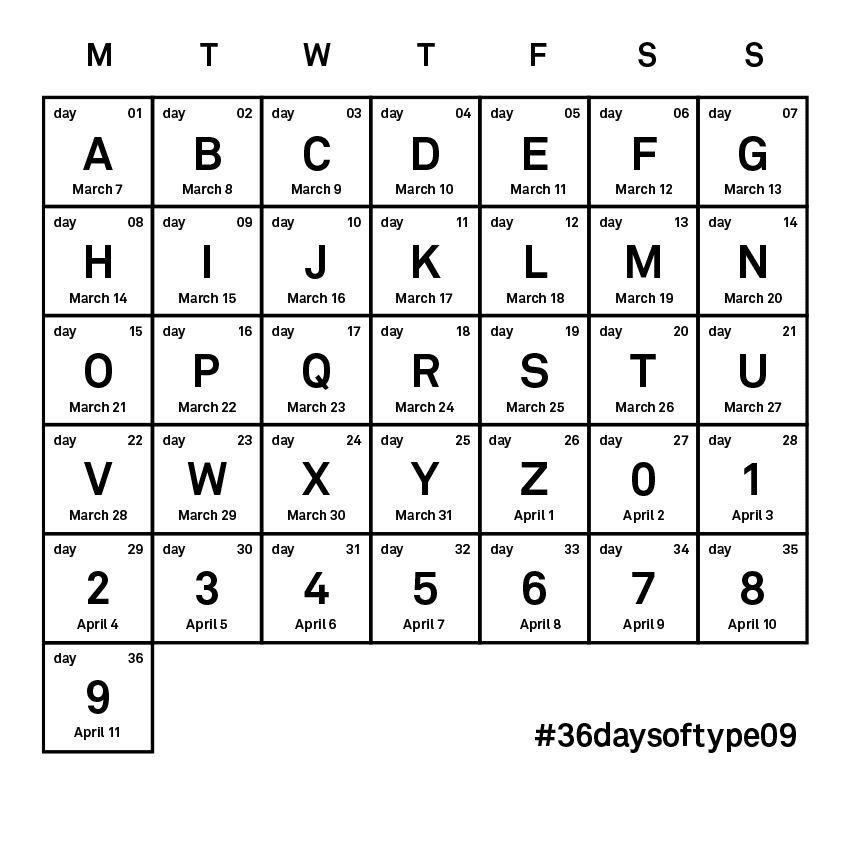 M T W T F S S
day 01 day 02 day 03 day 04 day 05 day 06 day 07
A B C D E F G
March 7 March 8 March 9 March 10 March 11 March 12 March 13
day 08 day 09 day 10 day 11 day 12 day 13 day 14
H I J K L M N
March 14 March 15 March 16 March 17 March 18 March 19 March 20
day 15 day 16 day 17 day 18 day 19 day 20 day 21
O P Q R S T U
March 21 March 22 March 23 March 24 March 25 March 26 March 27
day 22 day 23 day 24 day 25 day 26 day 27 day 28
V W X Y Z 0 1
March 28 March 29 March 30 March 31 April 1 April 2 April 3
day 29 day 30 day 31 day 32 day 33 day 34 day 35
2 3 4 5 6 7 8
April 4 April 5 April 6 April 7 April 8 April 9 April 10
day 36
9
April 11
#36daysoftype09